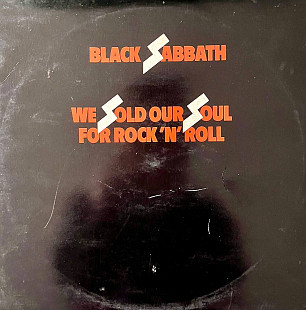 BLACK SABBATH
WE SOLD OUR SOUL
FOR ROCK 'N' ROLL